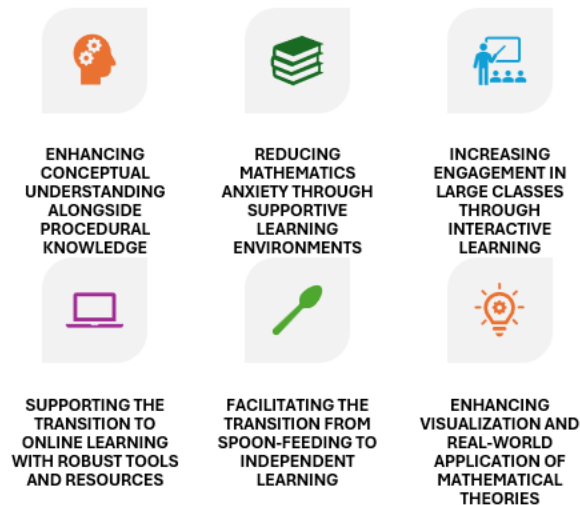 ENHANCING
CONCEPTUAL
UNDERSTANDING
ALONGSIDE
PROCEDURAL
KNOWLEDGE
REDUCING
MATHEMATICS
ANXIETY THROUGH
SUPPORTIVE
LEARNING
ENVIRONMENTS
INCREASING
ENGAGEMENT IN
LARGE CLASSES
THROUGH
INTERACTIVE
LEARNING
SUPPORTING THE
TRANSITION TO
ONLINE LEARNING
WITH ROBUST TOOLS
AND RESOURCES
FACILITATING THE
TRANSITION FROM
SPOON-FEEDING TO
INDEPENDENT
LEARNING
ENHANCING
VISUALIZATION AND
REAL-WORLD
APPLICATION OF
MATHEMATICAL
THEORIES